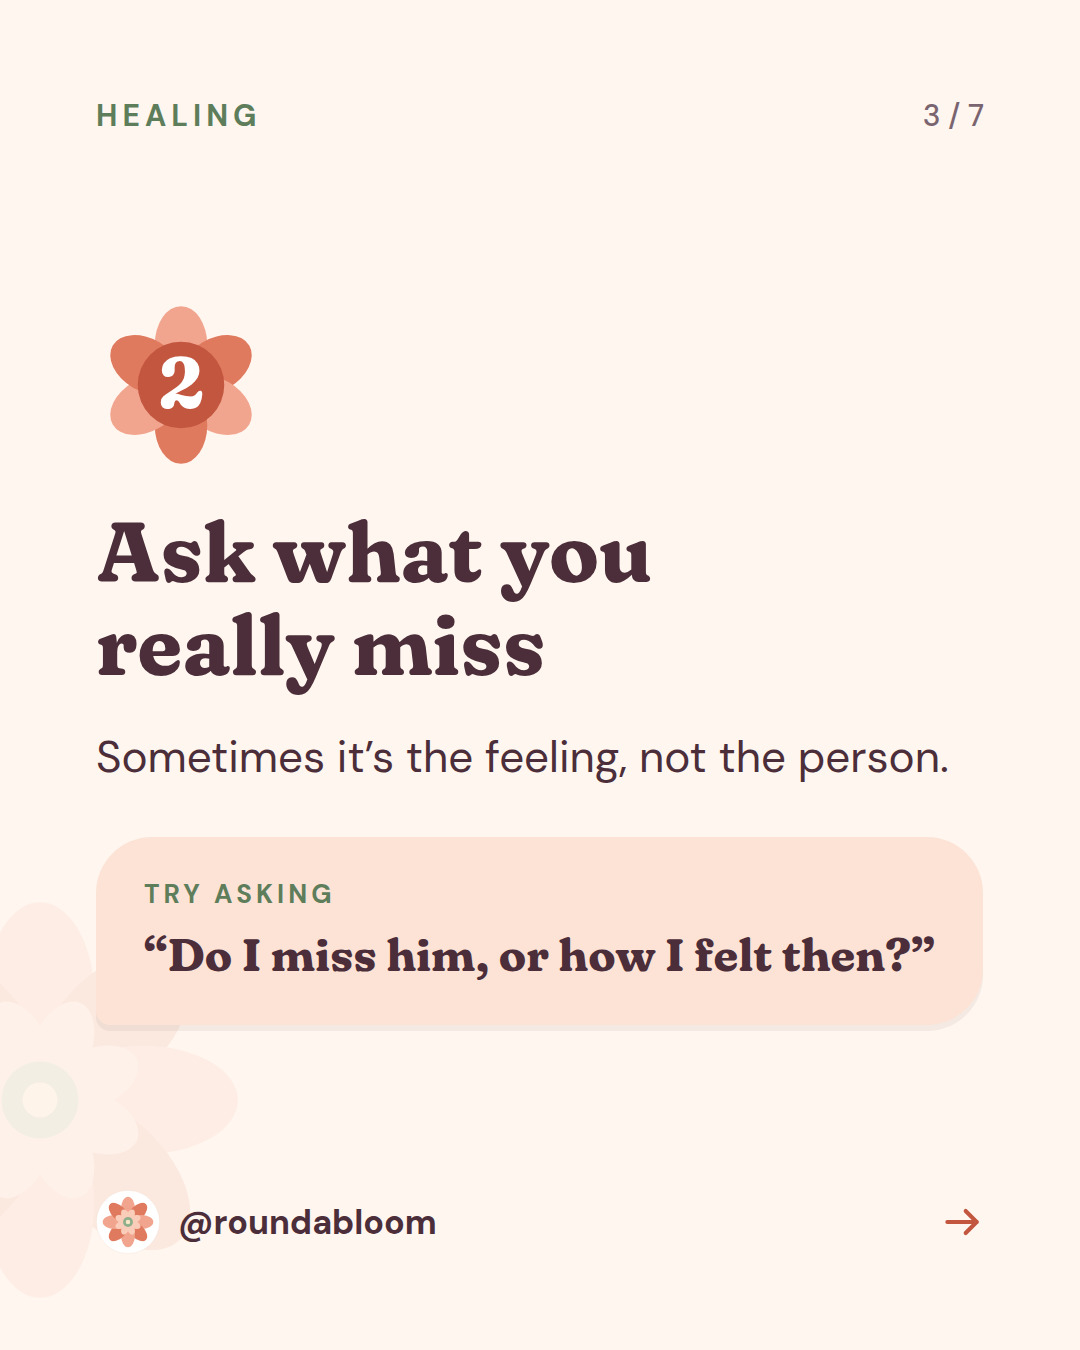 HEALING
3 / 7
2
Ask what you
really miss
Sometimes it’s the feeling, not the person.
TRY ASKING
“Do I miss him, or how I felt then?”
@roundabloom